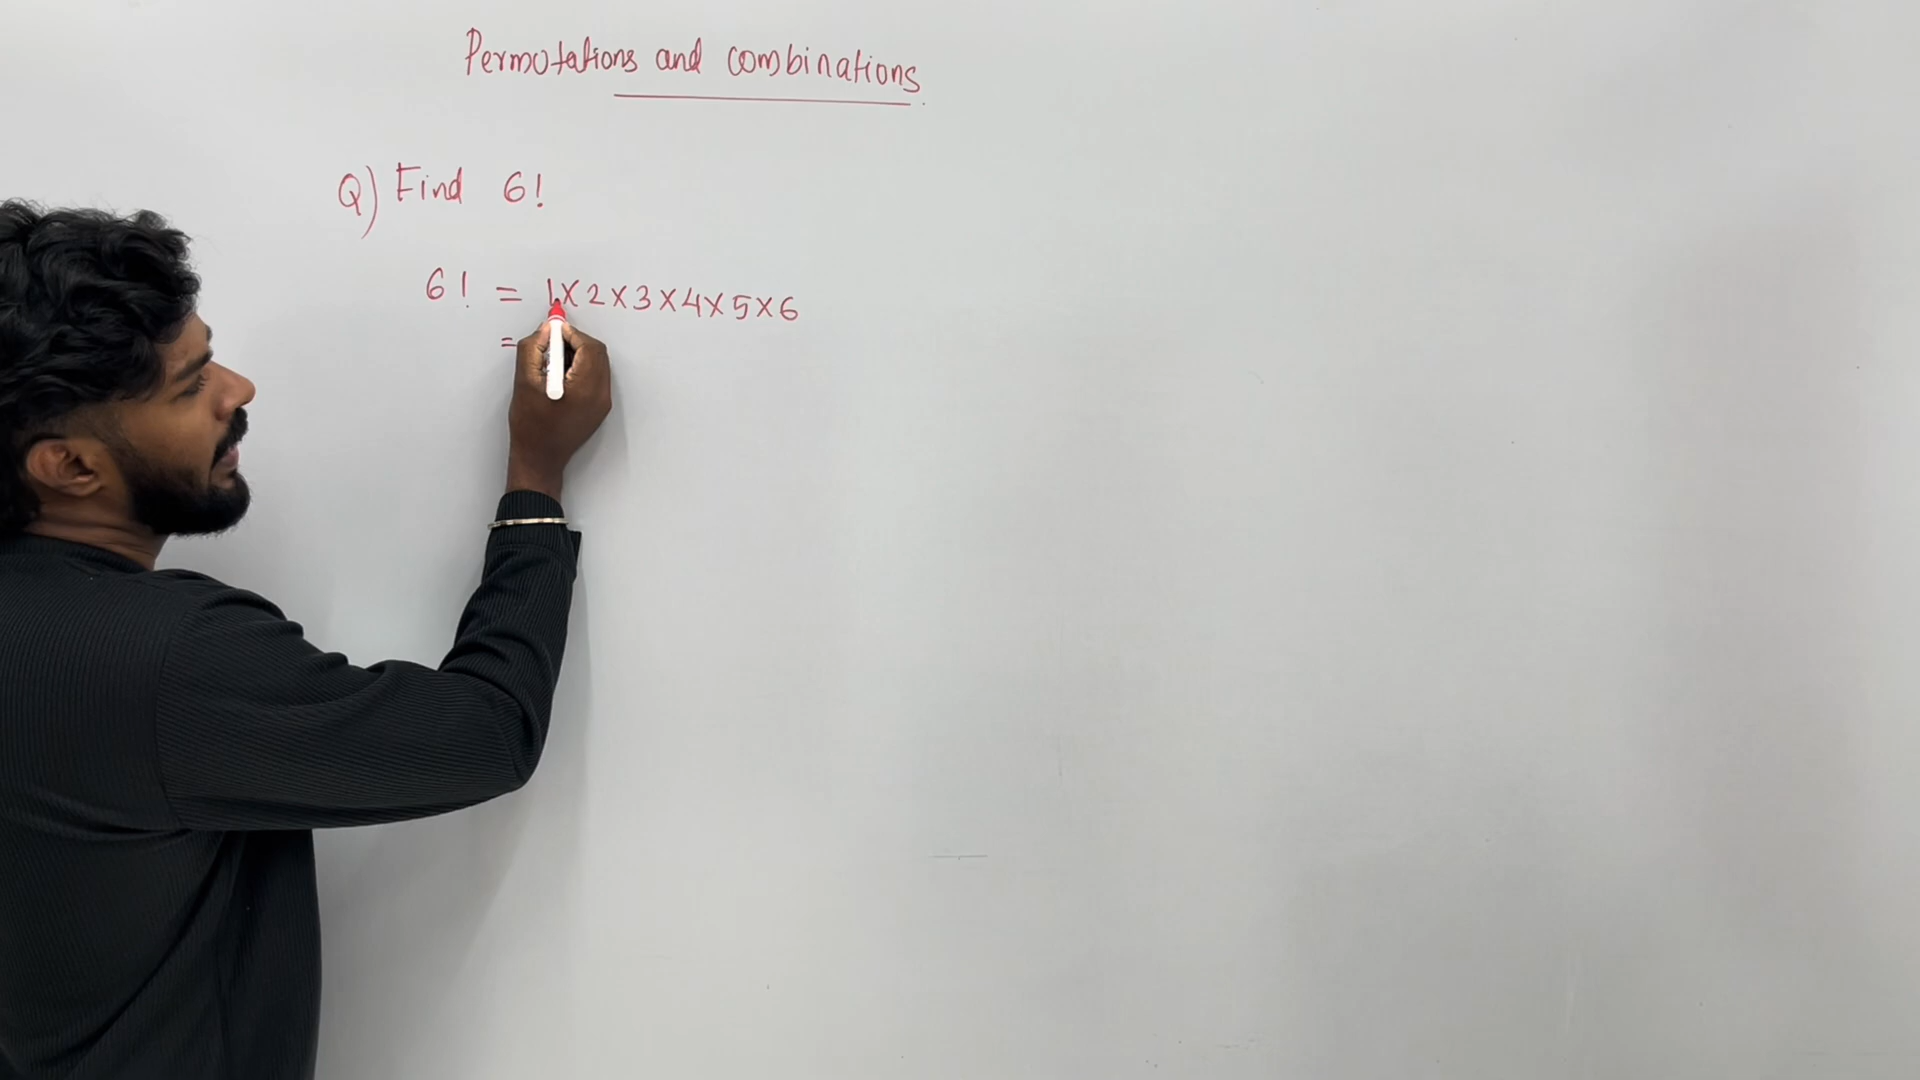 Permutations and combinations
Q) Find 6!
6! = 1×2×3×4×5×6
=